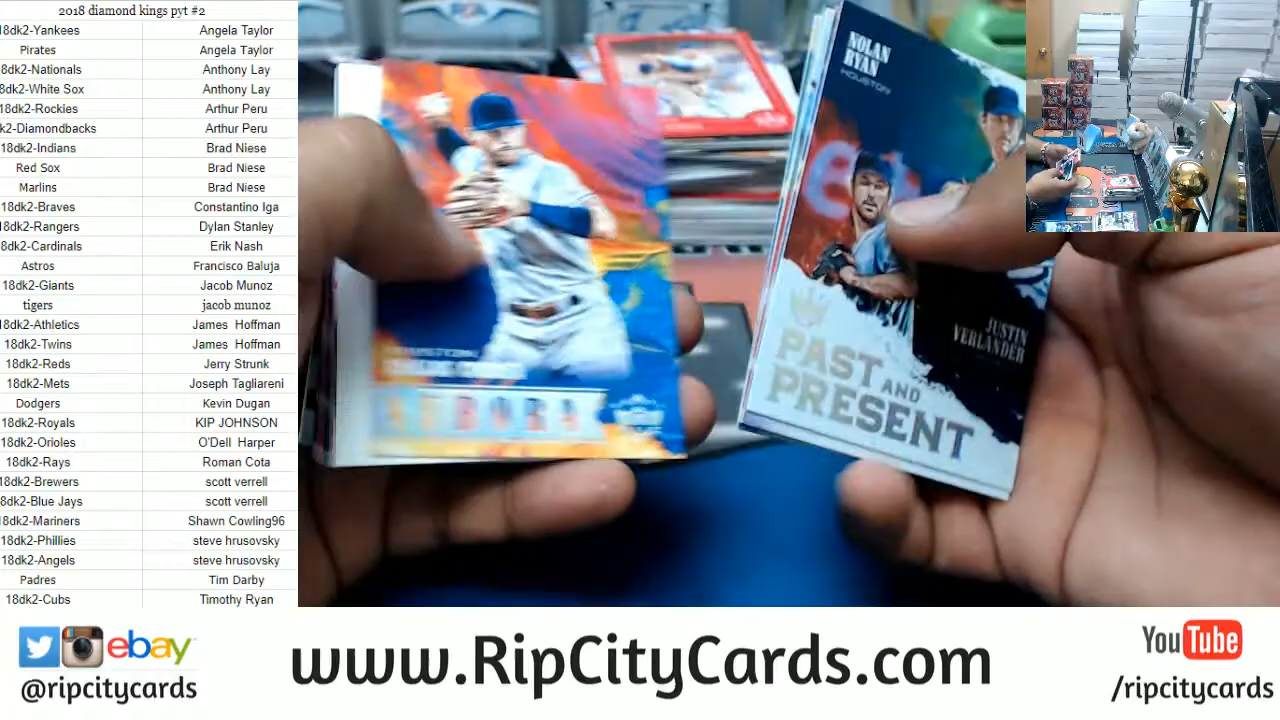 2018 diamond kings pyt #2
18dk2-Yankees Angela Taylor
Pirates Angela Taylor
8dk2-Nationals Anthony Lay
8dk2-White Sox Anthony Lay
18dk2-Rockies Arthur Peru
k2-Diamondbacks Arthur Peru
18dk2-Indians Brad Niese
Red Sox Brad Niese
Marlins Brad Niese
18dk2-Braves Constantino Iga
18dk2-Rangers Dylan Stanley
8dk2-Cardinals Erik Nash
Astros Francisco Baluja
18dk2-Giants Jacob Munoz
tigers jacob munoz
18dk2-Athletics James Hoffman
18dk2-Twins James Hoffman
18dk2-Reds Jerry Strunk
18dk2-Mets Joseph Tagliareni
Dodgers Kevin Dugan
18dk2-Royals KIP JOHNSON
18dk2-Orioles O'Dell Harper
18dk2-Rays Roman Cota
18dk2-Brewers scott verrell
18dk2-Blue Jays scott verrell
18dk2-Mariners Shawn Cowling96
18dk2-Phillies steve hrusovsky
18dk2-Angels steve hrusovsky
Padres Tim Darby
18dk2-Cubs Timothy Ryan
NOLAN
RYAN
HOUSTON
JUSTIN
VERLANDER
PAST AND
PRESENT
AURORA
ebay
@ripcitycards
www.RipCityCards.com
YouTube
/ripcitycards